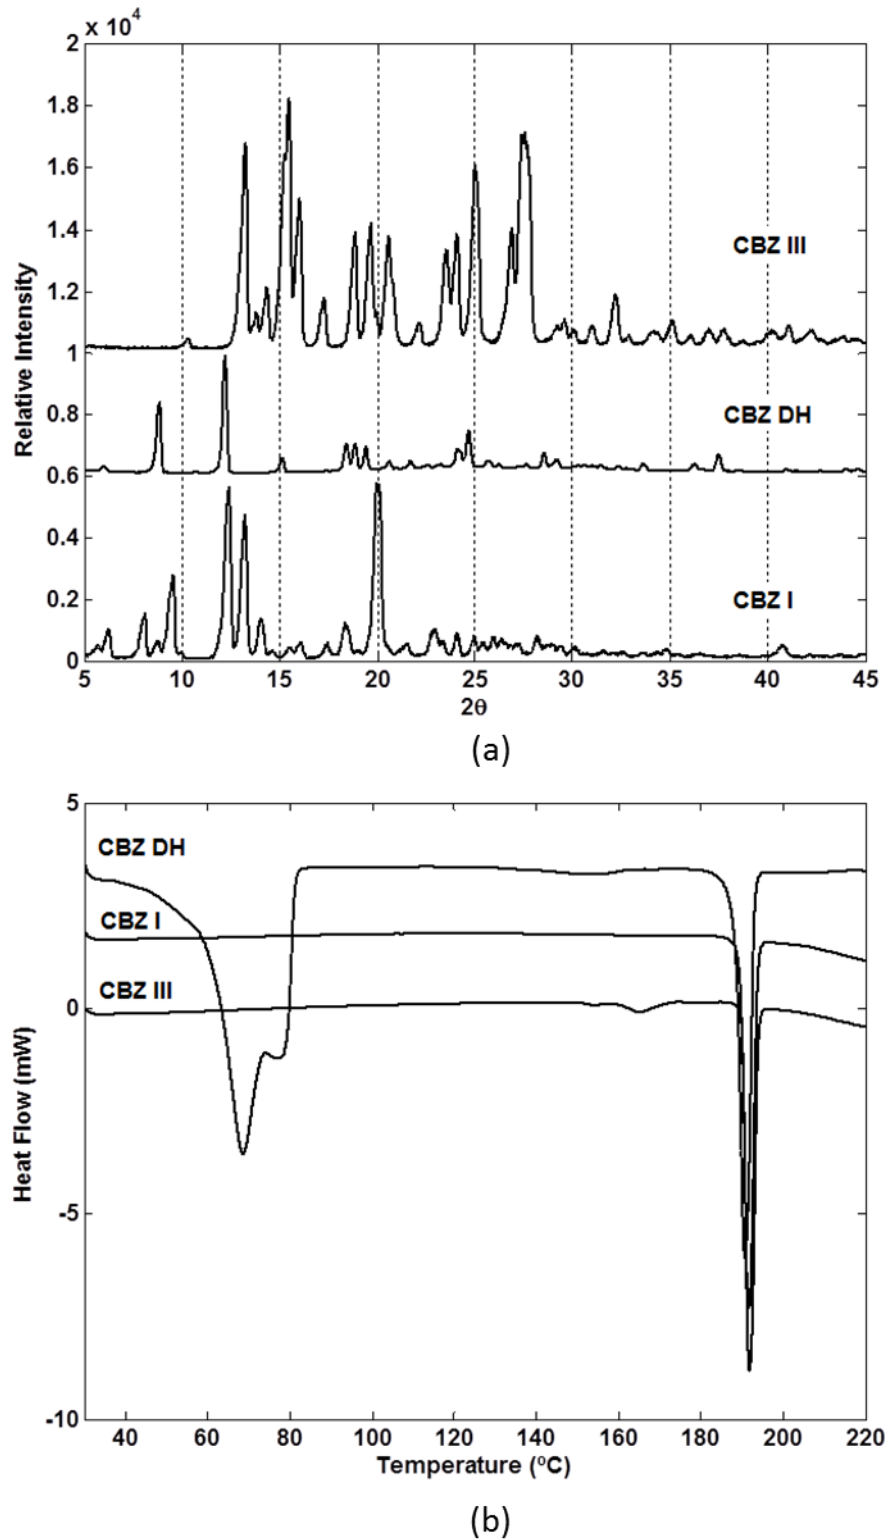 x 10⁴
2
1.8
1.6
1.4
1.2
1
0.8
0.6
0.4
0.2
0
Relative Intensity
CBZ III
CBZ DH
CBZ I
5 10 15 20 25 30 35 40 45
2θ
(a)
5
0
-5
-10
Heat Flow (mW)
CBZ DH
CBZ I
CBZ III
40 60 80 100 120 140 160 180 200 220
Temperature (ºC)
(b)